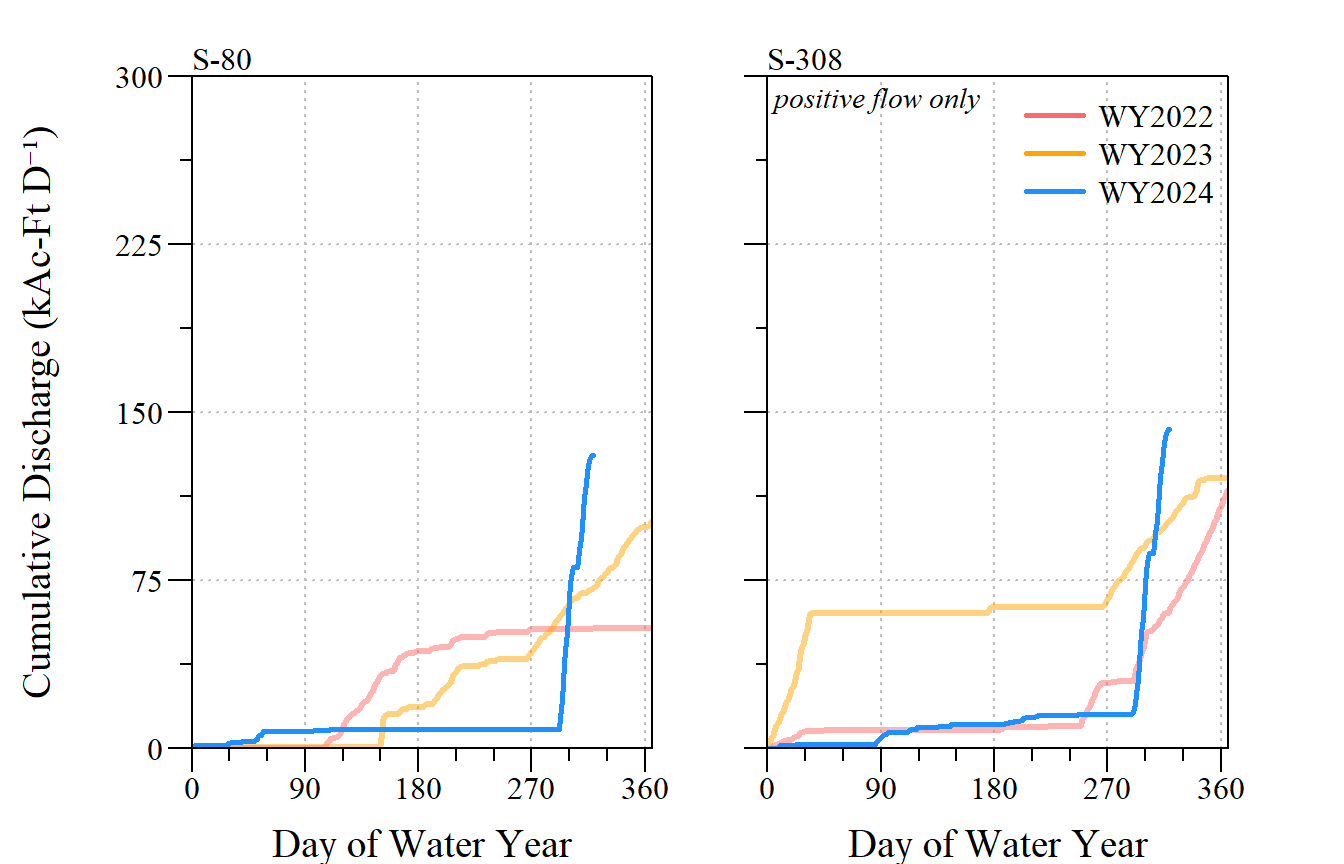 S-80
S-308
300
225
150
75
0
positive flow only
WY2022
WY2023
WY2024
0 90 180 270 360
0 90 180 270 360
Day of Water Year
Day of Water Year
Cumulative Discharge (kAc-Ft D⁻¹)